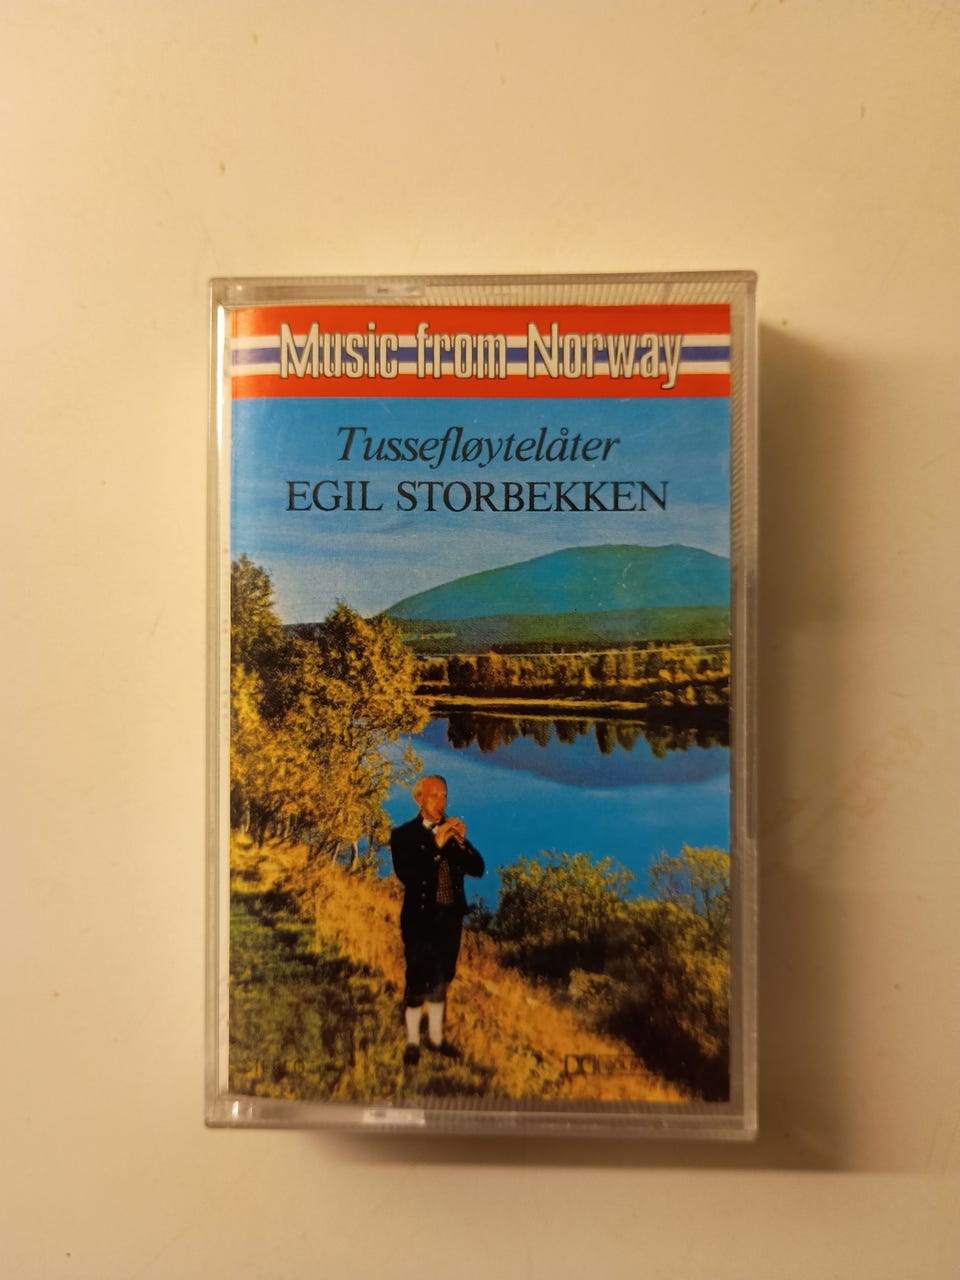 Music from Norway
Tussefløytelåter
EGIL STORBEKKEN